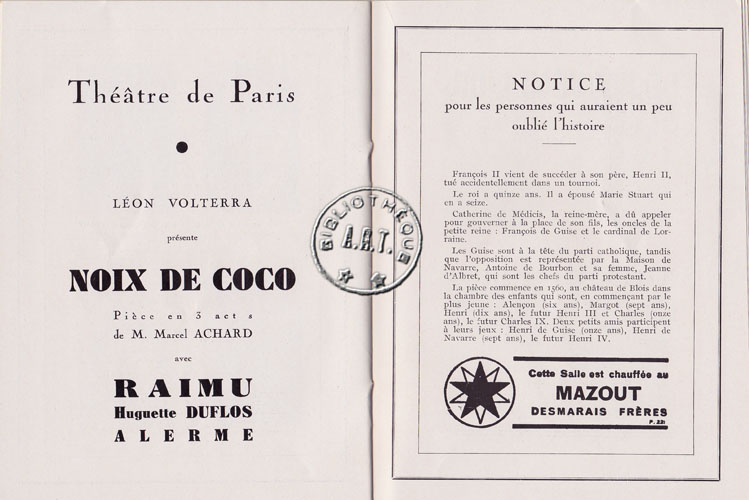 Théâtre de Paris
LÉON VOLTERRA
présente
NOIX DE COCO
Pièce en 3 acts
de M. Marcel ACHARD
avec
RAIMU
Huguette DUFLOS
ALERME
BIBLIOTHÈQUE
A.R.T.
NOTICE
pour les personnes qui auraient un peu
oublié l'histoire
François II vient de succéder à son père, Henri II,
tué accidentellement dans un tournoi.
Le roi a quinze ans. Il a épousé Marie Stuart qui
en a seize.
Catherine de Médicis, la reine-mère, a dû appeler
pour gouverner à la place de son fils, les oncles de la
petite reine : François de Guise et le cardinal de Lor-
raine.
Les Guise sont à la tête du parti catholique, tandis
que l'opposition est représentée par la Maison de
Navarre, Antoine de Bourbon et sa femme, Jeanne
d'Albret, qui sont les chefs du parti protestant.
La pièce commence en 1560, au château de Blois dans
la chambre des enfants qui sont, en commençant par le
plus jeune : Alençon (six ans), Margot (sept ans),
Henri (dix ans), le futur Henri III et Charles (onze
ans), le futur Charles IX. Deux petits amis participent
à leurs jeux : Henri de Guise (onze ans), Henri de
Navarre (sept ans), le futur Henri IV.
Cette Salle est chauffée au
MAZOUT
DESMARAIS FRÈRES
P. 221